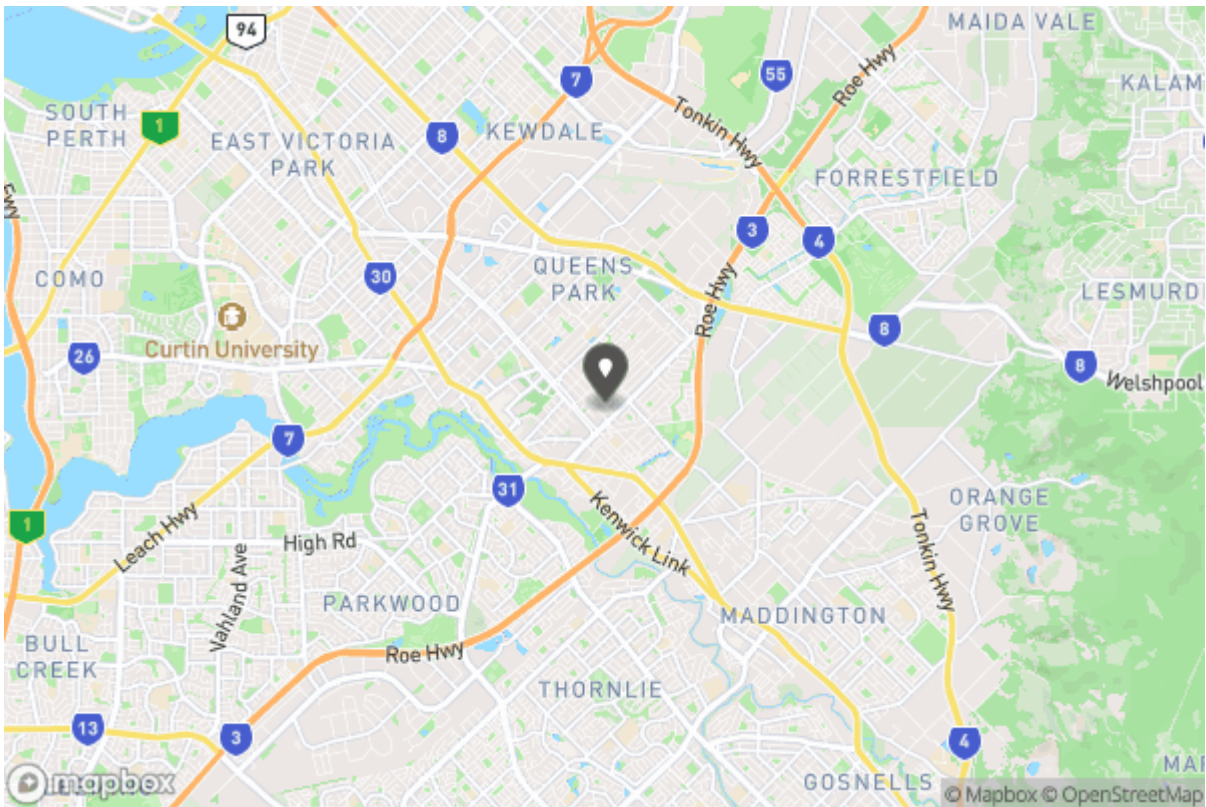 94
MAIDA VALE
7
55
Roe Hwy
KALAM
SOUTH
PERTH
1
EAST VICTORIA
PARK
8
KEWDALE
Tonkin Hwy
FORRESTFIELD
Fwy
3
4
COMO
30
QUEENS
PARK
Roe Hwy
LESMURDI
Curtin University
26
8
8
Welshpool
7
31
Kenwick Link
ORANGE
GROVE
1
Leach Hwy
High Rd
Vahland Ave
Tonkin Hwy
PARKWOOD
MADDINGTON
BULL
CREEK
Roe Hwy
THORNLIE
13
3
4
MAR
GOSNELLS
mapbox
© Mapbox © OpenStreetMap